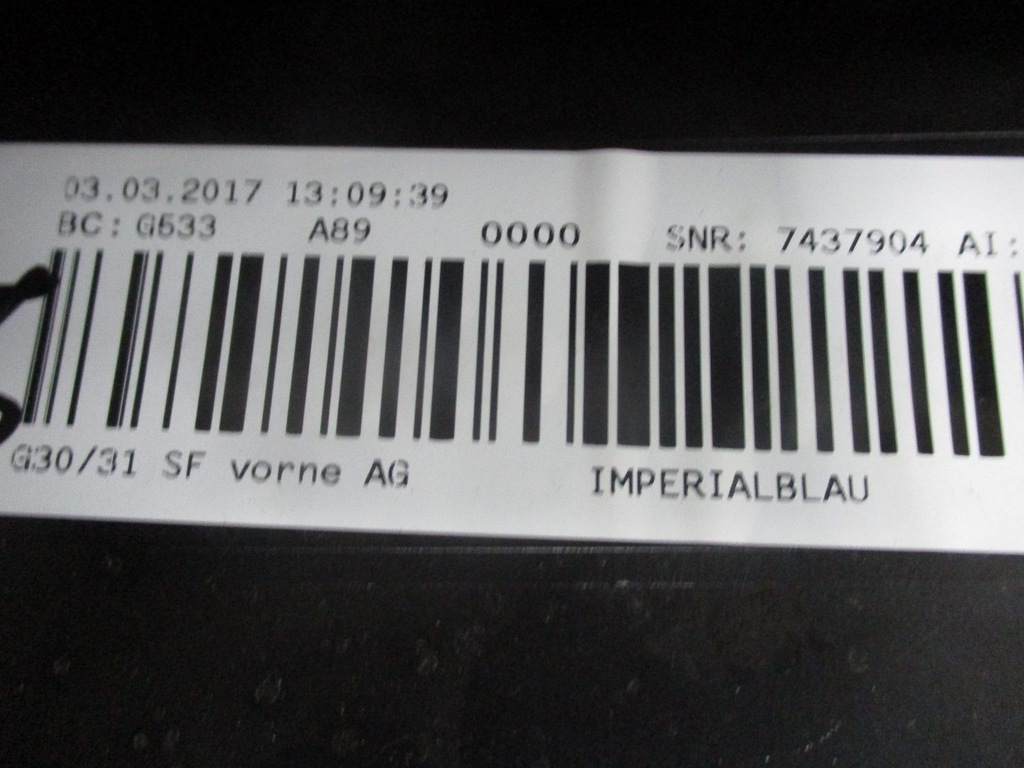 03.03.2017 13:09:39
BC: G533 A89 0000 SNR: 7437904 AI:
G30/31 SF vorne AG IMPERIALBLAU